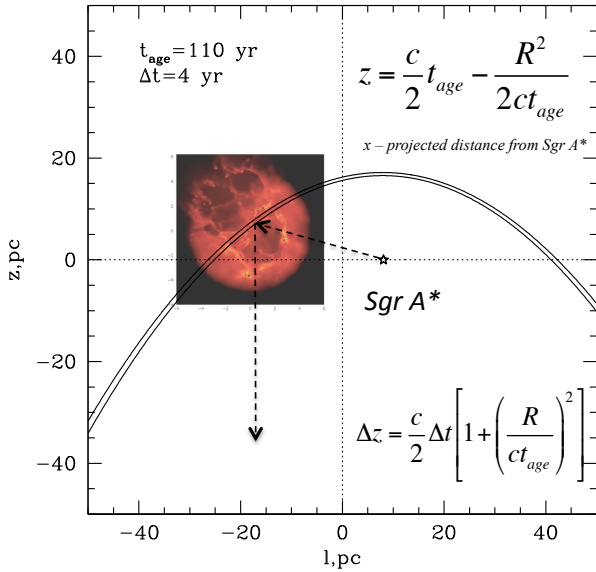 t_age=110 yr
Δt=4 yr
z = c/2 t_age − R²/2ct_age
x – projected distance from Sgr A*
Sgr A*
Δz = c/2 Δt[1+(R/ct_age)²]
z,pc
40
20
0
−20
−40
−40
−20
0
20
40
l,pc